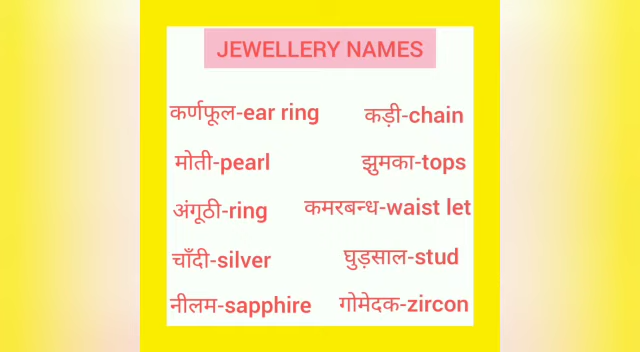 JEWELLERY NAMES
कर्णफूल-ear ring
कड़ी-chain
मोती-pearl
झुमका-tops
अंगूठी-ring
कमरबन्ध-waist let
चाँदी-silver
घुड़साल-stud
नीलम-sapphire
गोमेदक-zircon